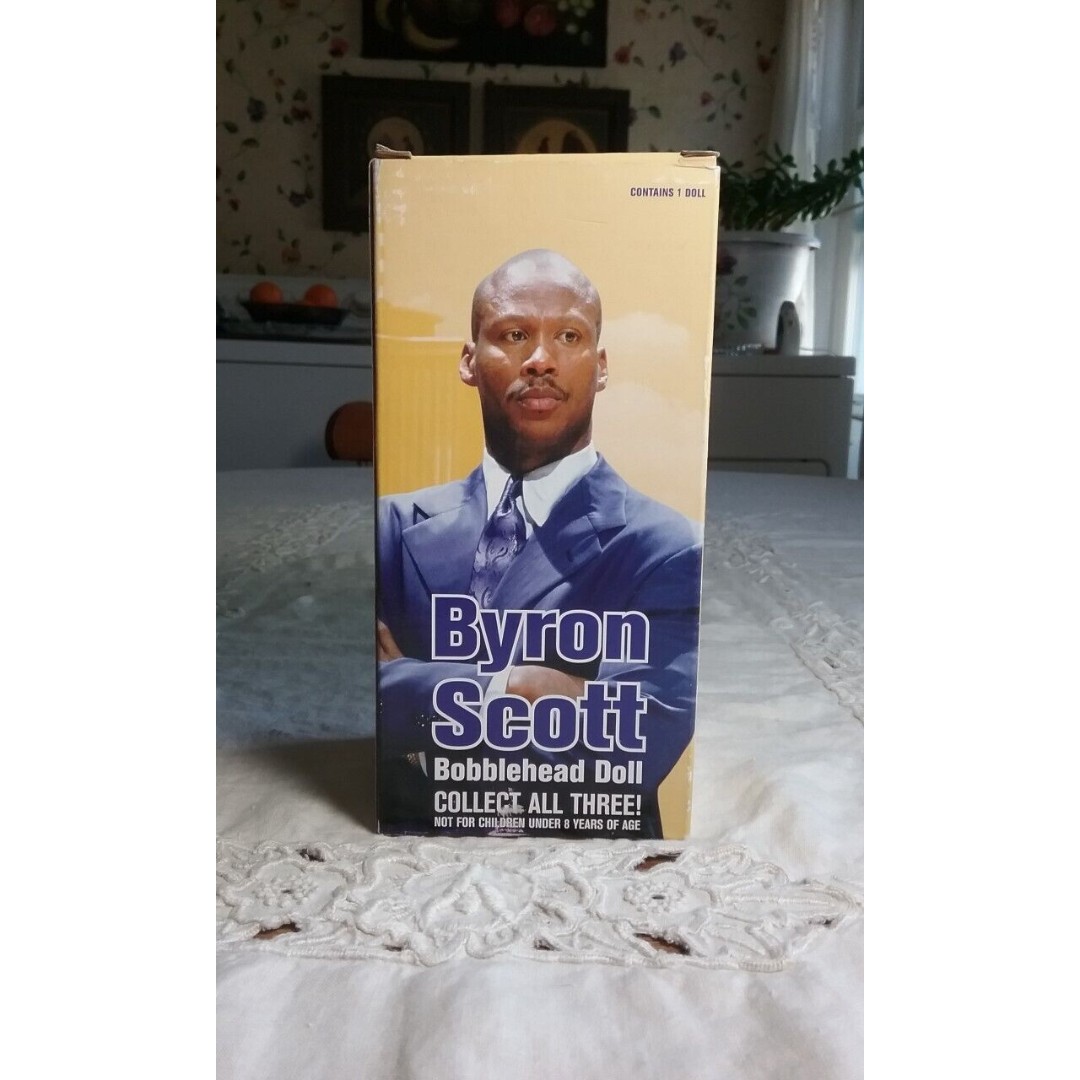 CONTAINS 1 DOLL
Byron
Scott
Bobblehead Doll
COLLECT ALL THREE!
NOT FOR CHILDREN UNDER 8 YEARS OF AGE